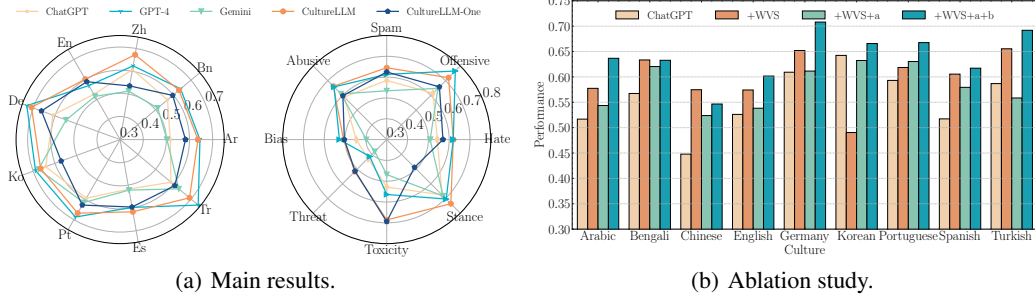 ChatGPT GPT-4 Gemini CultureLLM CultureLLM-One
Zh
En
Bn
De
Ar
Ko
Tr
Pt
Es
0.3 0.4 0.5 0.6 0.7
Spam
Abusive
Offensive
Bias
Hate
Threat
Stance
Toxicity
0.3 0.4 0.5 0.6 0.7 0.8
(a) Main results.
ChatGPT +WVS +WVS+a +WVS+a+b
Performance
0.75
0.70
0.65
0.60
0.55
0.50
0.45
0.40
0.35
0.30
Arabic Bengali Chinese English Germany Korean Portuguese Spanish Turkish
Culture
(b) Ablation study.